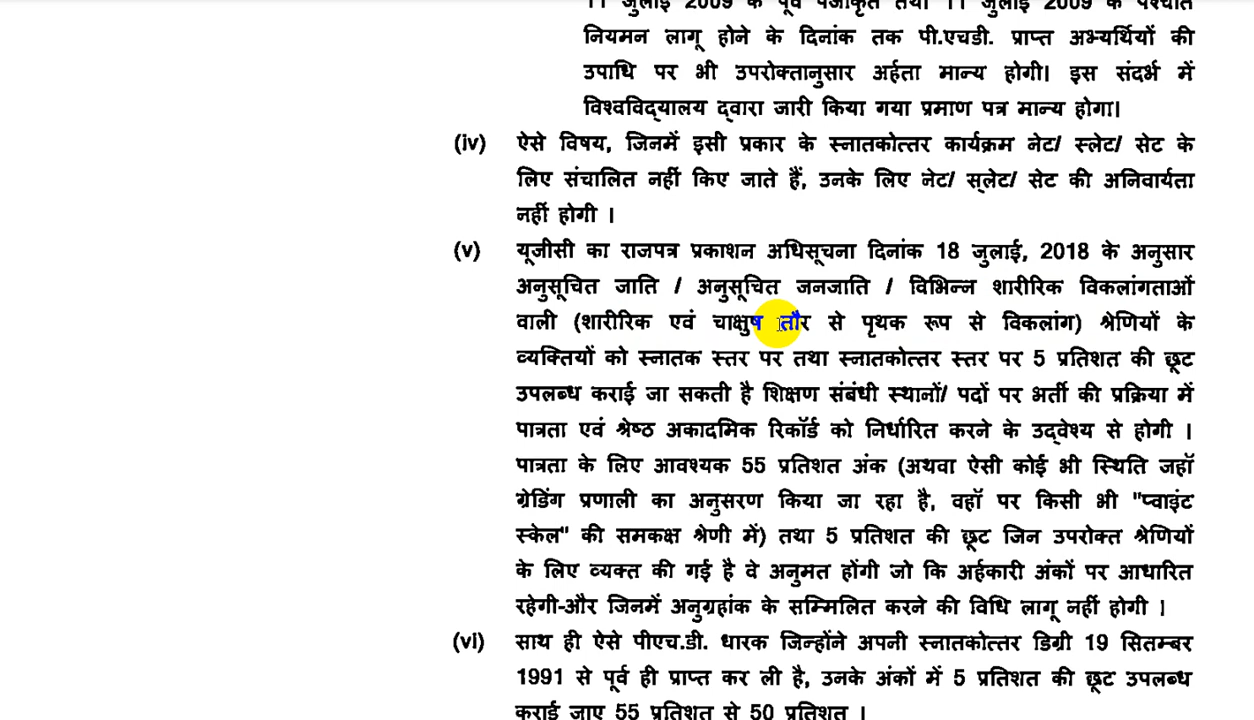 11 जुलाई 2009 के पूर्व पंजीकृत तथा 11 जुलाई 2009 के पश्चात
नियमन लागू होने के दिनांक तक पी.एचडी. प्राप्त अभ्यर्थियों की
उपाधि पर भी उपरोक्तानुसार अर्हता मान्य होगी। इस संदर्भ में
विश्वविद्यालय द्वारा जारी किया गया प्रमाण पत्र मान्य होगा।
(iv) ऐसे विषय, जिनमें इसी प्रकार के स्नातकोत्तर कार्यक्रम नेट/ स्लेट/ सेट के
लिए संचालित नहीं किए जाते हैं, उनके लिए नेट/ स्लेट/ सेट की अनिवार्यता
नहीं होगी ।
(v) यूजीसी का राजपत्र प्रकाशन अधिसूचना दिनांक 18 जुलाई, 2018 के अनुसार
अनुसूचित जाति / अनुसूचित जनजाति / विभिन्न शारीरिक विकलांगताओं
वाली (शारीरिक एवं चाक्षुष तौर से पृथक रूप से विकलांग) श्रेणियों के
व्यक्तियों को स्नातक स्तर पर तथा स्नातकोत्तर स्तर पर 5 प्रतिशत की छूट
उपलब्ध कराई जा सकती है शिक्षण संबंधी स्थानों/ पदों पर भर्ती की प्रक्रिया में
पात्रता एवं श्रेष्ठ अकादमिक रिकॉर्ड को निर्धारित करने के उद्वेश्य से होगी ।
पात्रता के लिए आवश्यक 55 प्रतिशत अंक (अथवा ऐसी कोई भी स्थिति जहॉ
ग्रेडिंग प्रणाली का अनुसरण किया जा रहा है, वहॉ पर किसी भी "प्वाइंट
स्केल" की समकक्ष श्रेणी में) तथा 5 प्रतिशत की छूट जिन उपरोक्त श्रेणियों
के लिए व्यक्त की गई है वे अनुमत होंगी जो कि अर्हकारी अंकों पर आधारित
रहेगी-और जिनमें अनुग्रहांक के सम्मिलित करने की विधि लागू नहीं होगी ।
(vi) साथ ही ऐसे पीएच.डी. धारक जिन्होंने अपनी स्नातकोत्तर डिग्री 19 सितम्बर
1991 से पूर्व ही प्राप्त कर ली है, उनके अंकों में 5 प्रतिशत की छूट उपलब्ध
कराई जाए 55 प्रतिशत से 50 प्रतिशत ।